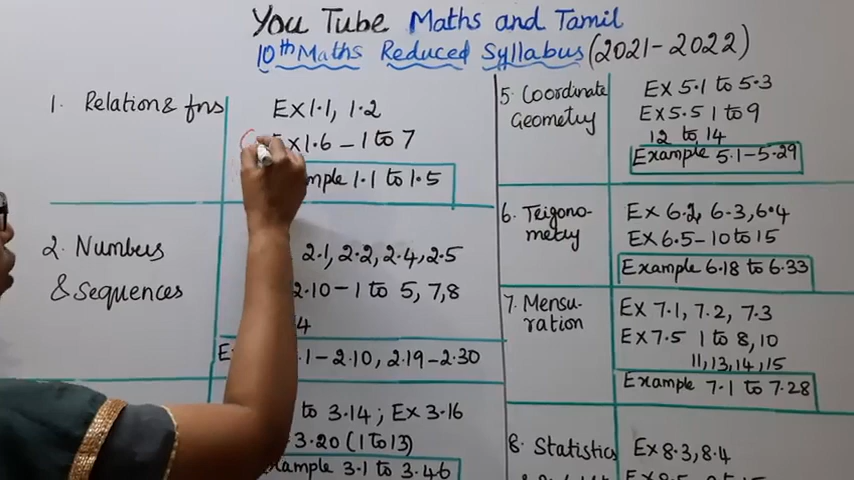 You Tube Maths and Tamil
10th Maths Reduced Syllabus (2021-2022)
1. Relation & fns
EX 1.1, 1.2
x 1.6 - 1 to 7
mple 1.1 to 1.5
2. Numbers
& Sequences
2.1, 2.2, 2.4, 2.5
2.10 - 1 to 5, 7,8
4
.1 - 2.10, 2.19 - 2.30
to 3.14; EX 3.16
3.20 (1 to 13)
ample 3.1 to 3.46
5. Coordinate
Geometry
EX 5.1 to 5.3
EX 5.5 1 to 9
12 to 14
Example 5.1 - 5.29
6. Teigono-
metry
EX 6.2, 6.3, 6.4
EX 6.5 - 10 to 15
Example 6.18 to 6.33
7. Mensu-
ration
EX 7.1, 7.2, 7.3
EX 7.5 1 to 8, 10
11, 13, 14, 15
Example 7.1 to 7.28
8. Statistics
EX 8.3, 8.4